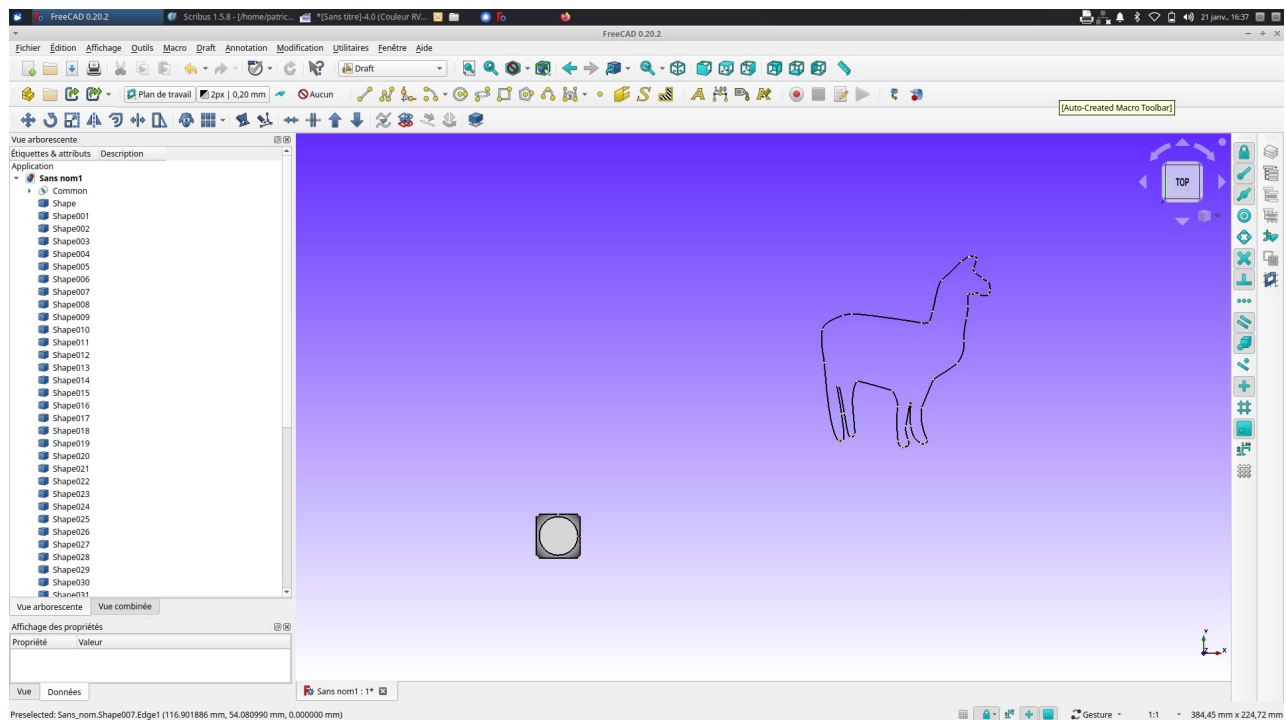 FreeCAD 0.20.2
Scribus 1.5.8 - [/home/patric...
*[Sans titre]-4.0 (Couleur RV...
21 janv., 16:37
FreeCAD 0.20.2
Fichier Édition Affichage Outils Macro Draft Annotation Modification Utilitaires Fenêtre Aide
Draft
Plan de travail 2px | 0,20 mm Aucun
[Auto-Created Macro Toolbar]
Vue arborescente
Étiquettes & attributs Description
Application
Sans nom1
Common
Shape
Shape001
Shape002
Shape003
Shape004
Shape005
Shape006
Shape007
Shape008
Shape009
Shape010
Shape011
Shape012
Shape013
Shape014
Shape015
Shape016
Shape017
Shape018
Shape019
Shape020
Shape021
Shape022
Shape023
Shape024
Shape025
Shape026
Shape027
Shape028
Shape029
Shape030
Shape031
TOP
Vue arborescente Vue combinée
Affichage des propriétés
Propriété Valeur
Y
Z X
Vue Données
Sans nom1 : 1*
Preselected: Sans_nom.Shape007.Edge1 (116.901886 mm, 54.080990 mm, 0.000000 mm)
Gesture 1:1 384,45 mm x 224,72 mm